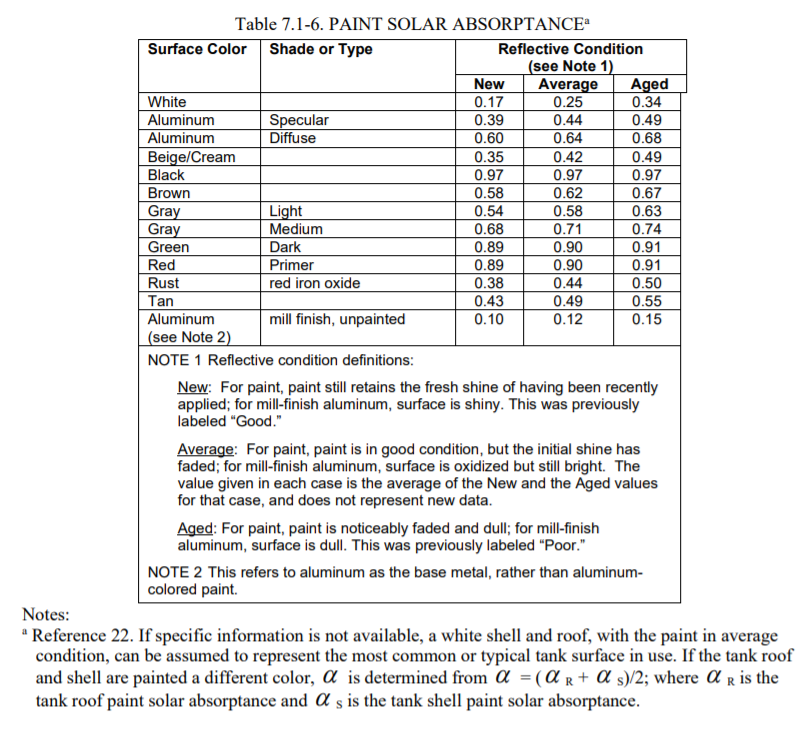 Table 7.1-6. PAINT SOLAR ABSORPTANCEª
Surface Color Shade or Type Reflective Condition
(see Note 1)
New Average Aged
White 0.17 0.25 0.34
Aluminum Specular 0.39 0.44 0.49
Aluminum Diffuse 0.60 0.64 0.68
Beige/Cream 0.35 0.42 0.49
Black 0.97 0.97 0.97
Brown 0.58 0.62 0.67
Gray Light 0.54 0.58 0.63
Gray Medium 0.68 0.71 0.74
Green Dark 0.89 0.90 0.91
Red Primer 0.89 0.90 0.91
Rust red iron oxide 0.38 0.44 0.50
Tan 0.43 0.49 0.55
Aluminum mill finish, unpainted 0.10 0.12 0.15
(see Note 2)
NOTE 1 Reflective condition definitions:
New: For paint, paint still retains the fresh shine of having been recently
applied; for mill-finish aluminum, surface is shiny. This was previously
labeled “Good.”
Average: For paint, paint is in good condition, but the initial shine has
faded; for mill-finish aluminum, surface is oxidized but still bright. The
value given in each case is the average of the New and the Aged values
for that case, and does not represent new data.
Aged: For paint, paint is noticeably faded and dull; for mill-finish
aluminum, surface is dull. This was previously labeled “Poor.”
NOTE 2 This refers to aluminum as the base metal, rather than aluminum-
colored paint.
Notes:
ª Reference 22. If specific information is not available, a white shell and roof, with the paint in average
condition, can be assumed to represent the most common or typical tank surface in use. If the tank roof
and shell are painted a different color, α is determined from α = (α R + α S)/2; where α R is the
tank roof paint solar absorptance and α S is the tank shell paint solar absorptance.